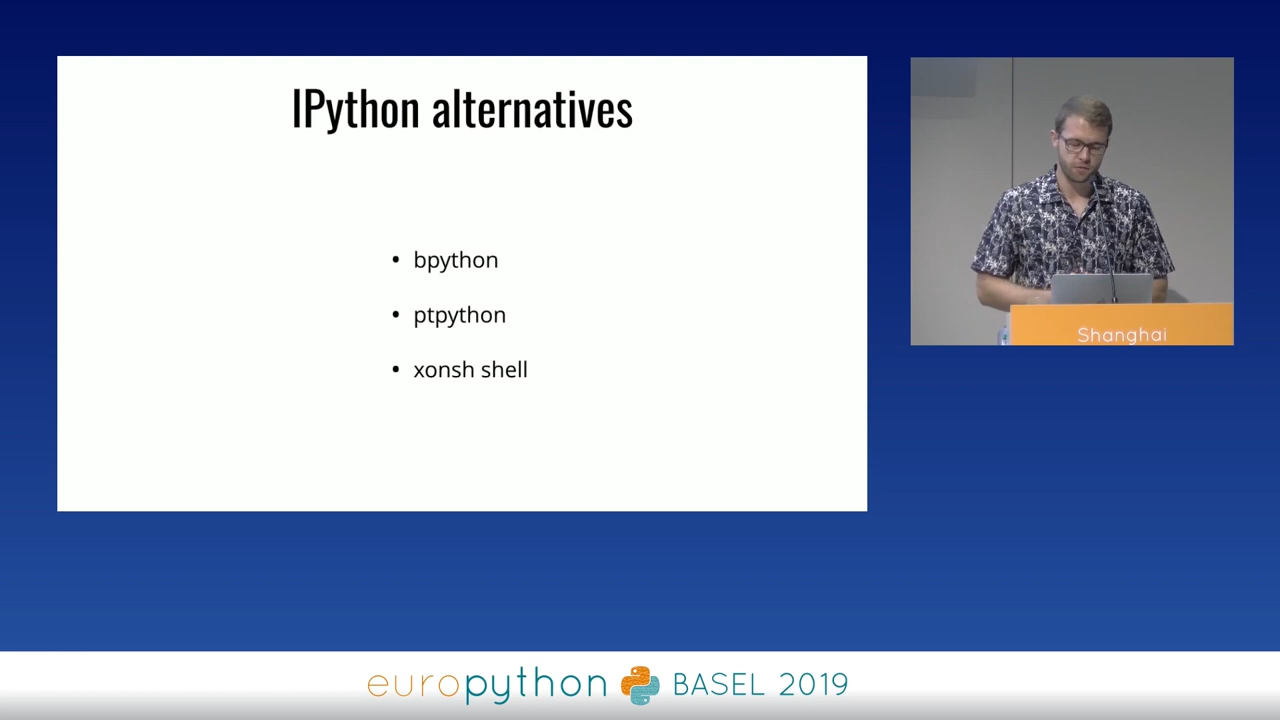 IPython alternatives
• bpython
• ptpython
• xonsh shell
Shanghai
europython BASEL 2019